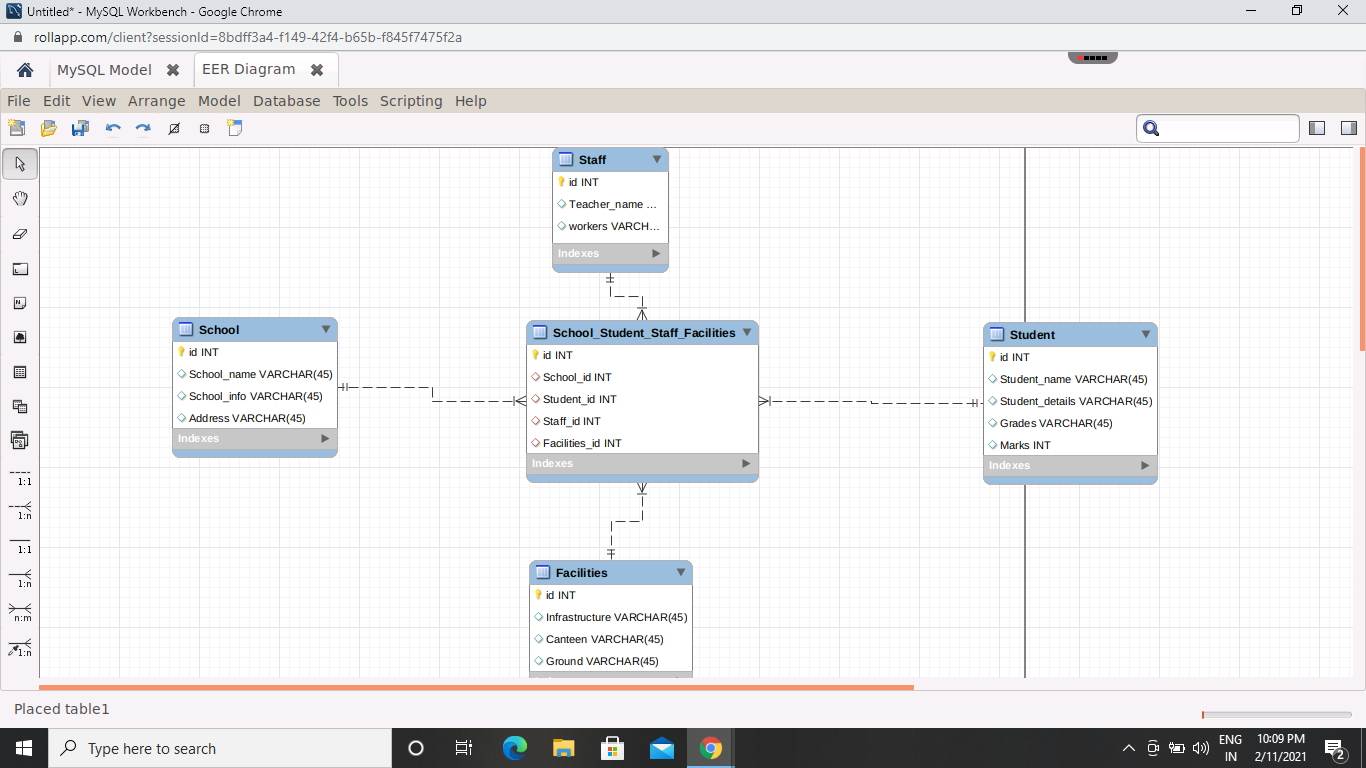 Untitled* - MySQL Workbench - Google Chrome
rollapp.com/client?sessionId=8bdff3a4-f149-42f4-b65b-f845f7475f2a
MySQL Model
EER Diagram
File Edit View Arrange Model Database Tools Scripting Help
Staff
id INT
Teacher_name ...
workers VARCH...
Indexes
School
id INT
School_name VARCHAR(45)
School_info VARCHAR(45)
Address VARCHAR(45)
Indexes
School_Student_Staff_Facilities
id INT
School_id INT
Student_id INT
Staff_id INT
Facilities_id INT
Indexes
Student
id INT
Student_name VARCHAR(45)
Student_details VARCHAR(45)
Grades VARCHAR(45)
Marks INT
Indexes
Facilities
id INT
Infrastructure VARCHAR(45)
Canteen VARCHAR(45)
Ground VARCHAR(45)
1:1
1:n
1:1
1:n
n:m
1:n
Placed table1
Type here to search
ENG
IN
10:09 PM
2/11/2021
2